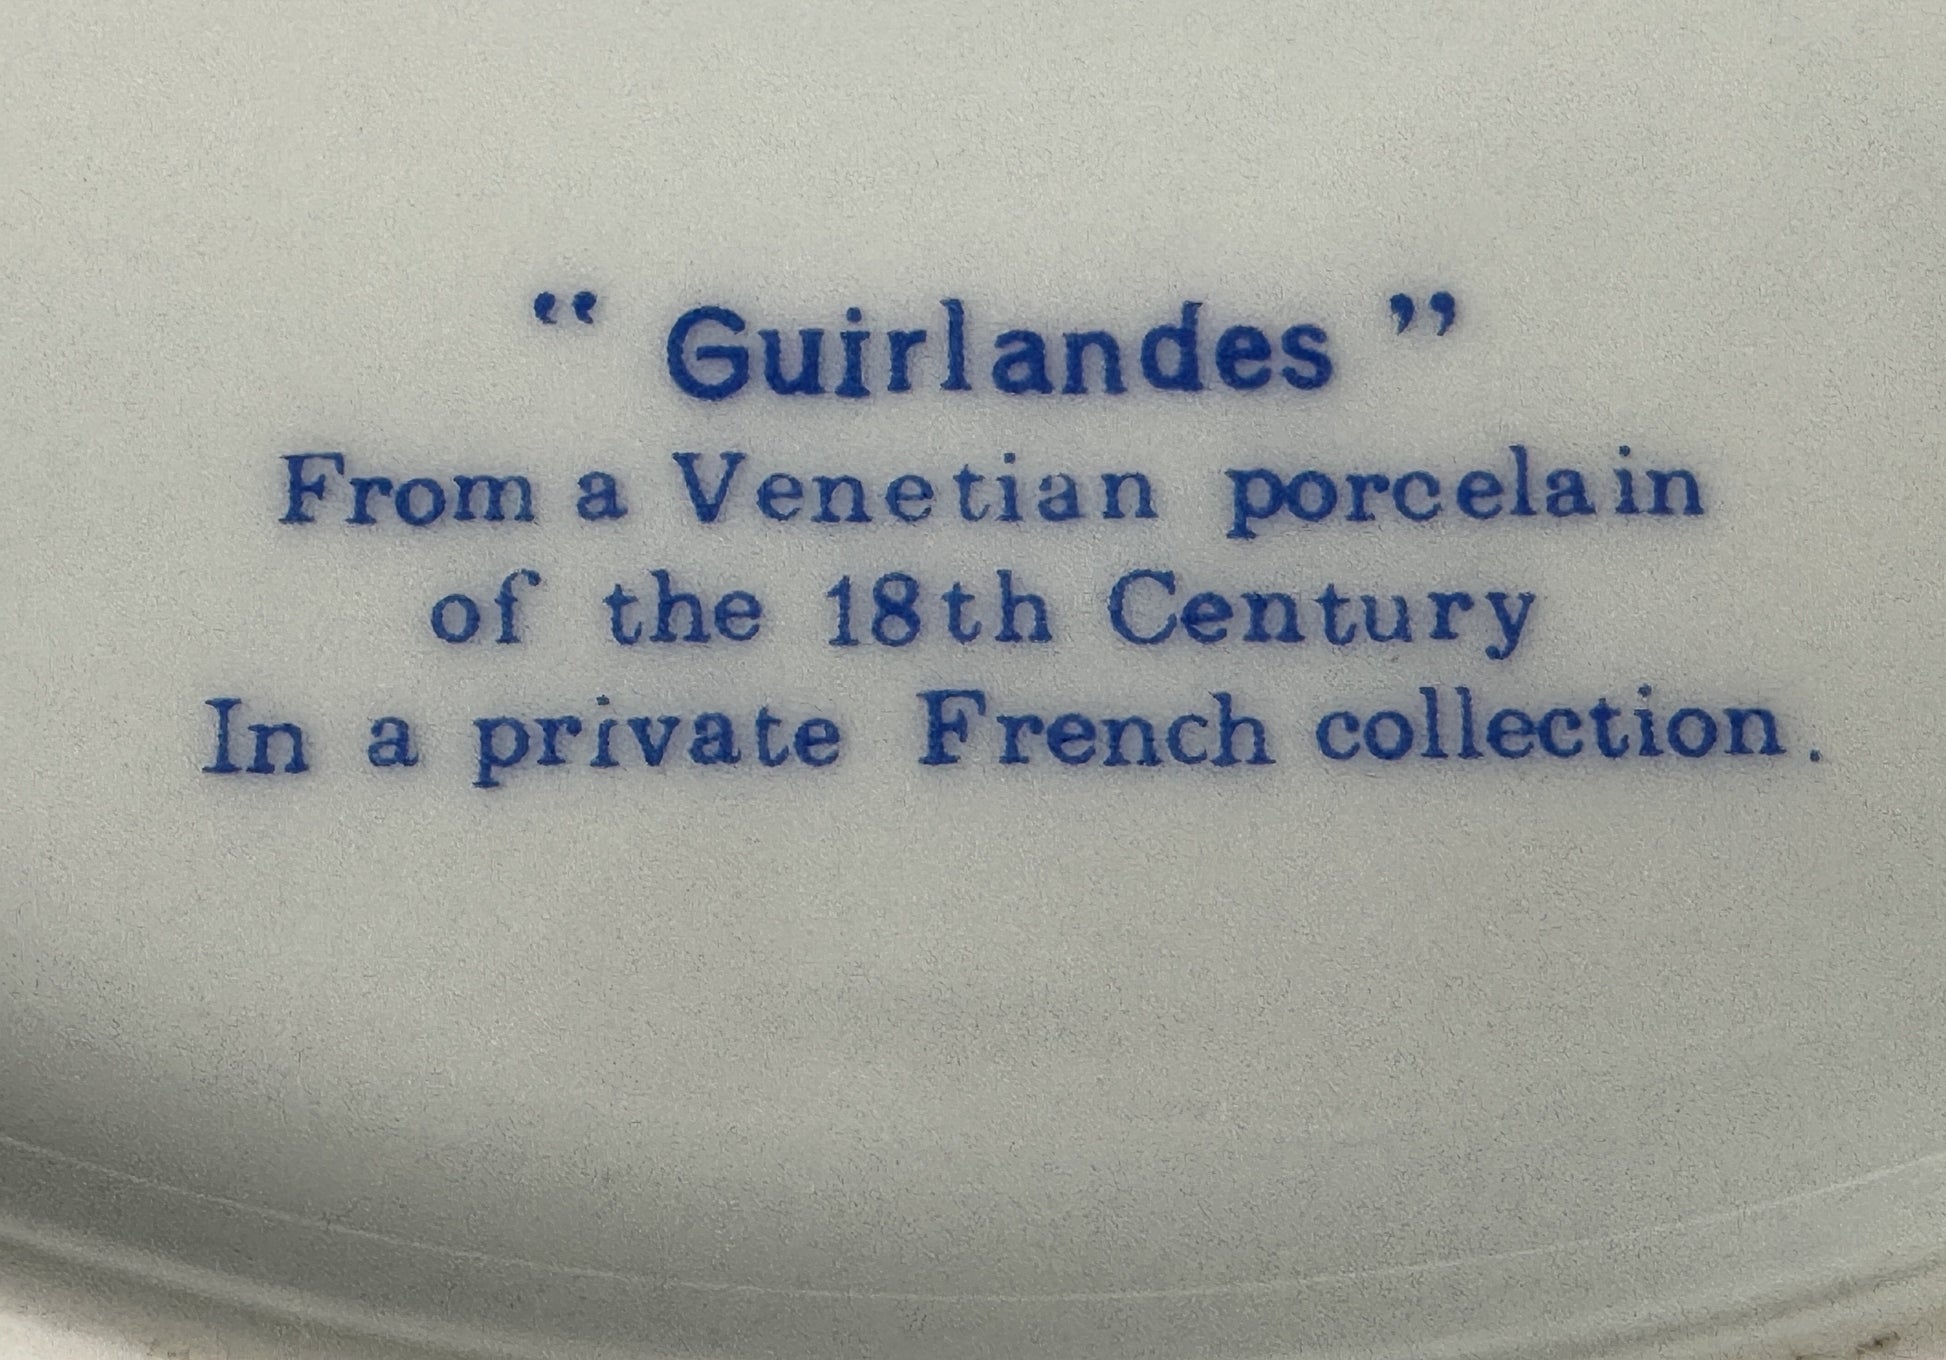 “ Guirlandes ”
From a Venetian porcelain
of the 18th Century
In a private French collection.